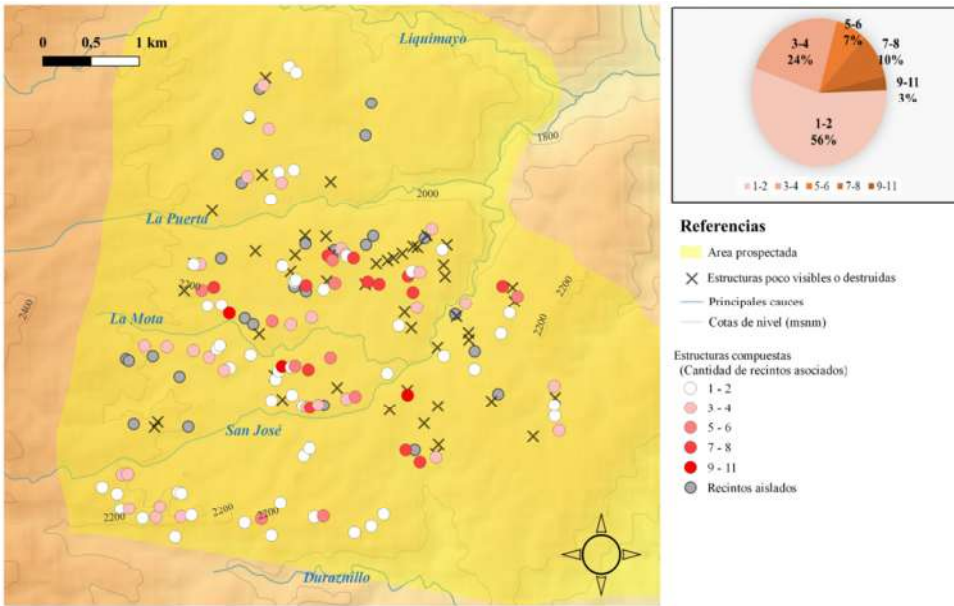 0 0,5 1 km
Liquimayo
1800
2000
La Puerta
2200
2400
La Mota
2200
2200
San José
2200
2200
2200
Duraznillo
5-6
7%
3-4
24%
7-8
10%
9-11
3%
1-2
56%
1-2 3-4 5-6 7-8 9-11
Referencias
Area prospectada
Estructuras poco visibles o destruidas
Principales cauces
Cotas de nivel (msnm)
Estructuras compuestas
(Cantidad de recintos asociados)
1 - 2
3 - 4
5 - 6
7 - 8
9 - 11
Recintos aislados